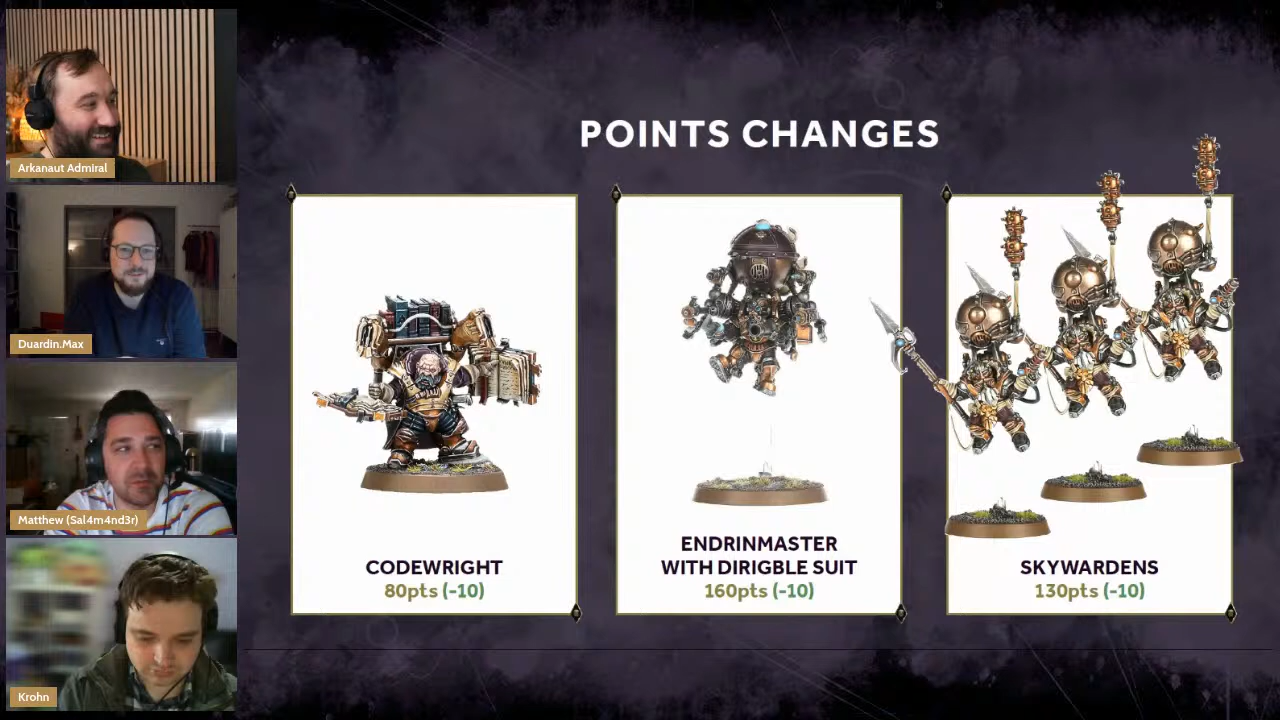 Arkanaut Adm1ral
Duardin.Max
Matthew (Sal4m4nd3r)
Krohn
POINTS CHANGES
CODEWRIGHT
80pts (-10)
ENDRINMASTER
WITH DIRIGBLE SUIT
160pts (-10)
SKYWARDENS
130pts (-10)